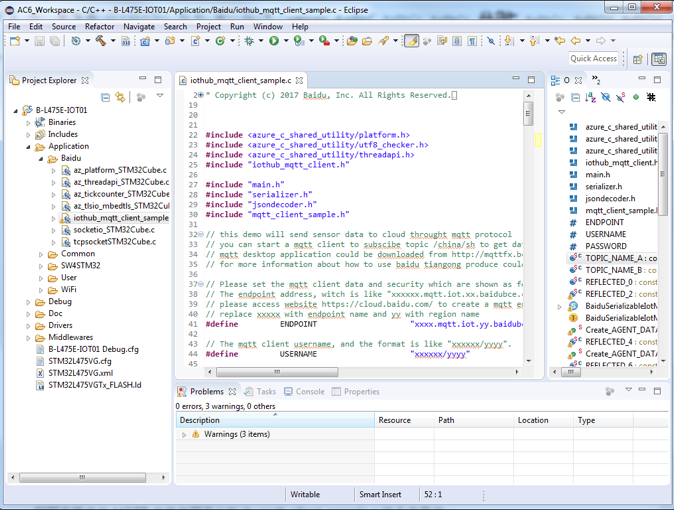 AC6_Workspace - C/C++ - B-L475E-IOT01/Application/Baidu/iothub_mqtt_client_sample.c - Eclipse
File Edit Source Refactor Navigate Search Project Run Window Help
Quick Access
Project Explorer
B-L475E-IOT01
Binaries
Includes
Application
Baidu
az_platform_STM32Cube.c
az_threadapi_STM32Cube.c
az_tickcounter_STM32Cube
az_tlsio_mbedtls_STM32Cube
iothub_mqtt_client_sample
socketio_STM32Cube.c
tcpsocketSTM32Cube.c
Common
SW4STM32
User
WiFi
Debug
Doc
Drivers
Middlewares
B-L475E-IOT01 Debug.cfg
STM32L475VG.cfg
STM32L475VG.xml
STM32L475VGTx_FLASH.ld
iothub_mqtt_client_sample.c
2 * Copyright (c) 2017 Baidu, Inc. All Rights Reserved.
19
20
21
22 #include <azure_c_shared_utility/platform.h>
23 #include <azure_c_shared_utility/utf8_checker.h>
24 #include <azure_c_shared_utility/threadapi.h>
25 #include "iothub_mqtt_client.h"
26
27 #include "main.h"
28 #include "serializer.h"
29 #include "jsondecoder.h"
30 #include "mqtt_client_sample.h"
31
32 // this demo will send sensor data to cloud throught mqtt protocol
33 // you can start a mqtt client to subscibe topic /china/sh to get dat
34 // mqtt desktop application could be downloaded from http://mqttfx.b
35 // for more information about how to use baidu tiangong produce coul
36
37 // Please set the mqtt client data and security which are shown as f
38 // The endpoint address, witch is like "xxxxxx.mqtt.iot.xx.baidubce.
39 // please access website https://cloud.baidu.com/ to create a mqtt en
40 // replace xxxxx with endpoint name and yy with region name
41 #define ENDPOINT "xxxx.mqtt.iot.yy.baidubc
42
43 // The mqtt client username, and the format is like "xxxxxx/yyyy".
44 #define USERNAME "xxxxxx/yyyy"
45
O
2
azure_c_shared_utilit
azure_c_shared_utilit
azure_c_shared_utilit
iothub_mqtt_client.h
main.h
serializer.h
jsondecoder.h
mqtt_client_sample.h
ENDPOINT
USERNAME
PASSWORD
TOPIC_NAME_A : co
TOPIC_NAME_B : co
REFLECTED_0 : const
REFLECTED_2 : const
BaiduSerializableIotM
Create_AGENT_DATA
REFLECTED_4 : const
Create_AGENT_DATA
Problems Tasks Console Properties
0 errors, 3 warnings, 0 others
Description Resource Path Location Type
Warnings (3 items)
Writable Smart Insert 52 : 1